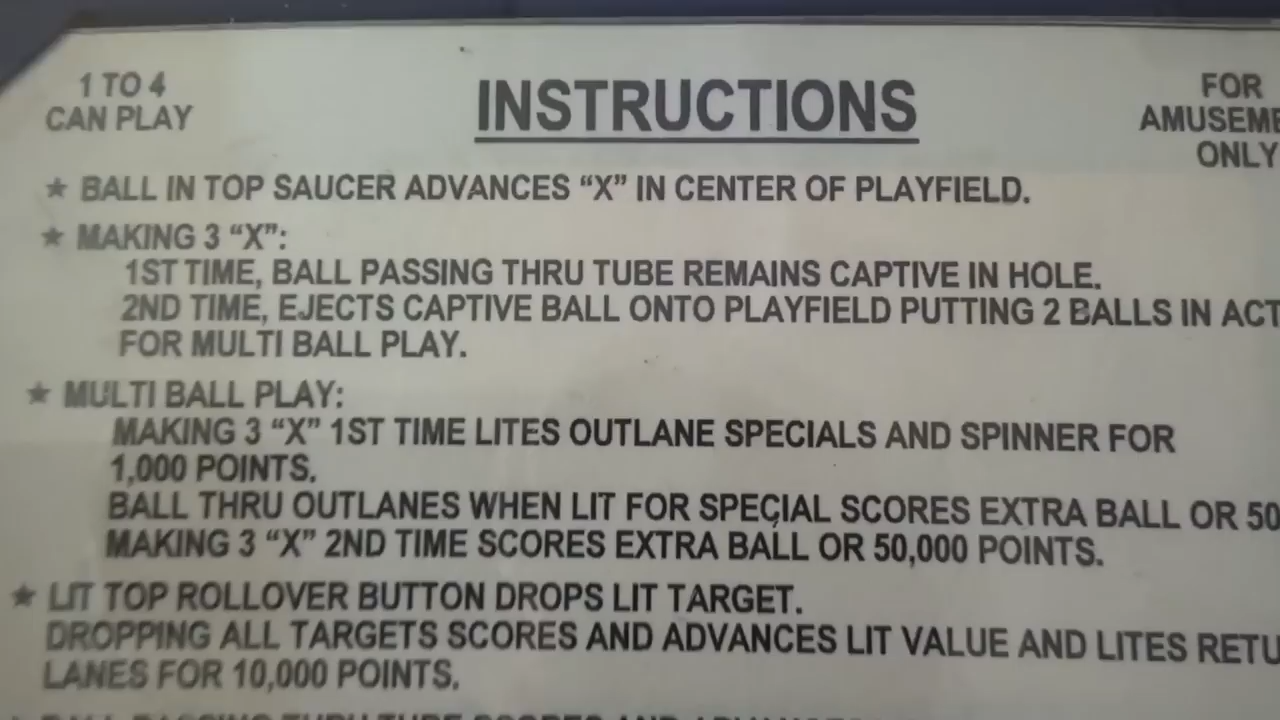 1 TO 4
CAN PLAY
INSTRUCTIONS
FOR
AMUSEME
ONLY
★ BALL IN TOP SAUCER ADVANCES “X” IN CENTER OF PLAYFIELD.
★ MAKING 3 “X”:
1ST TIME, BALL PASSING THRU TUBE REMAINS CAPTIVE IN HOLE.
2ND TIME, EJECTS CAPTIVE BALL ONTO PLAYFIELD PUTTING 2 BALLS IN ACT
FOR MULTI BALL PLAY.
★ MULTI BALL PLAY:
MAKING 3 “X” 1ST TIME LITES OUTLANE SPECIALS AND SPINNER FOR
1,000 POINTS.
BALL THRU OUTLANES WHEN LIT FOR SPECIAL SCORES EXTRA BALL OR 50
MAKING 3 “X” 2ND TIME SCORES EXTRA BALL OR 50,000 POINTS.
★ LIT TOP ROLLOVER BUTTON DROPS LIT TARGET.
DROPPING ALL TARGETS SCORES AND ADVANCES LIT VALUE AND LITES RETU
LANES FOR 10,000 POINTS.